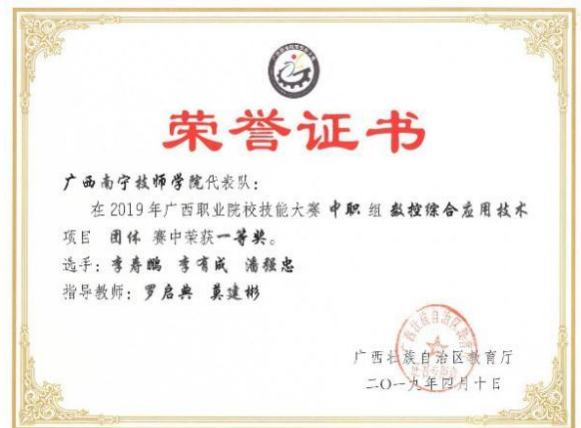 荣誉证书
广西南宁技师学院代表队：
在2019年广西职业院校技能大赛 中职 组 数控综合应用技术
项目 团体 赛中荣获一等奖。
选手：李寿鹏 李有成 潘强忠
指导教师：罗启典 莫建彬
广西壮族自治区教育厅
二〇一九年四月十日